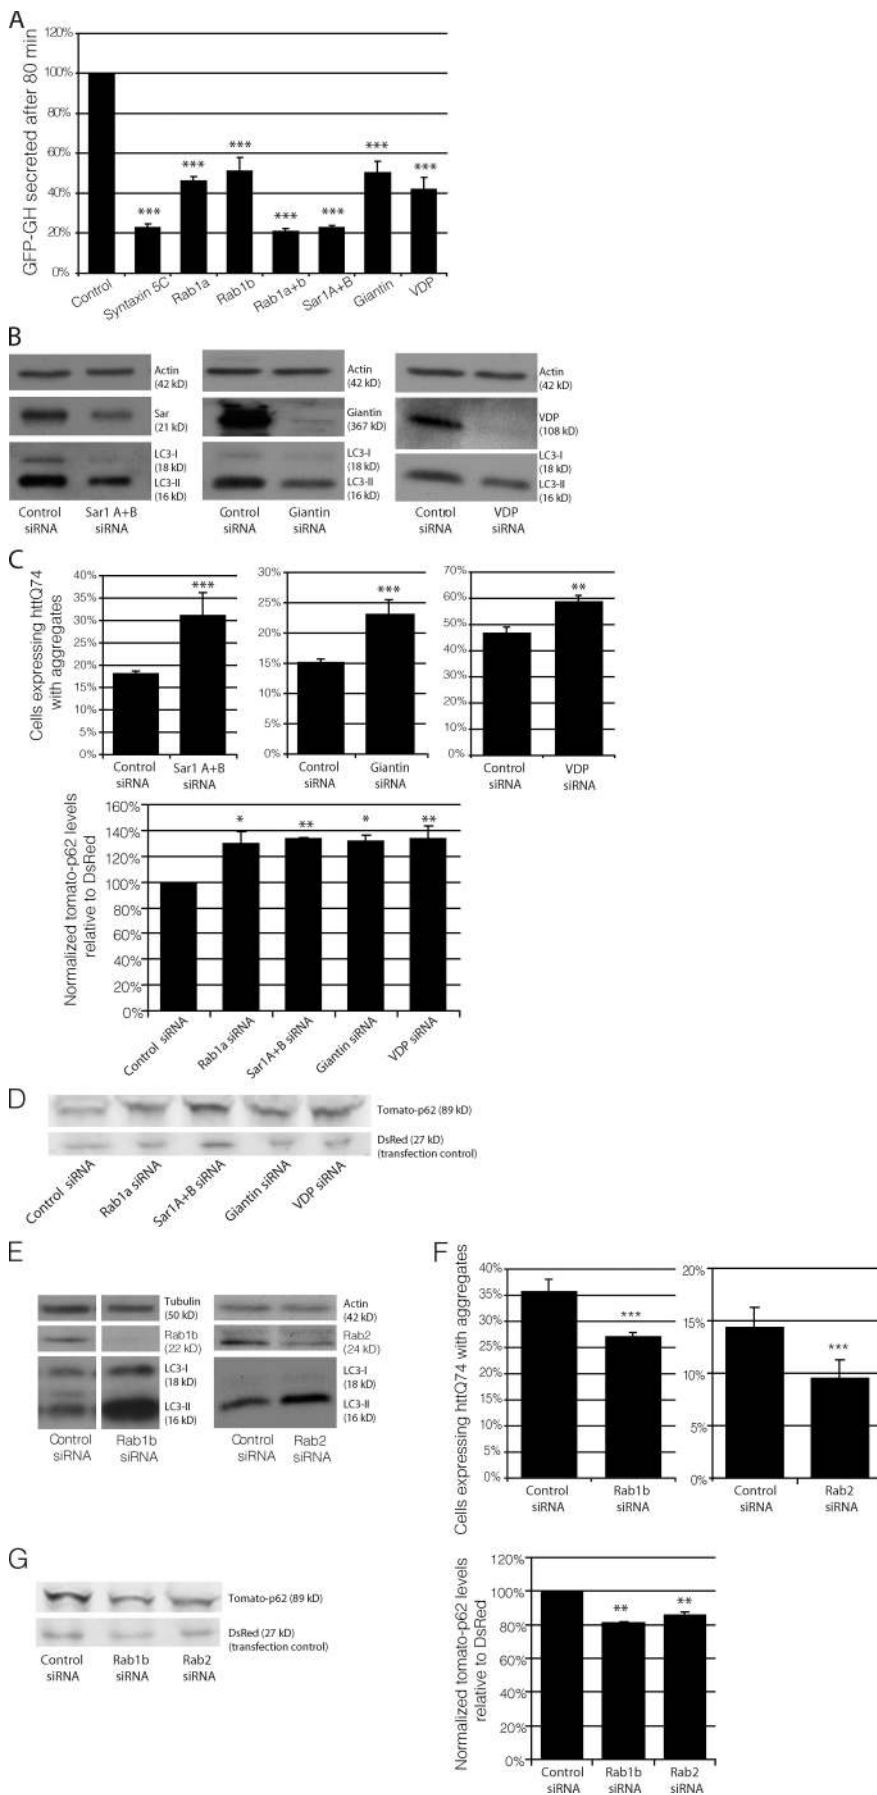 A
GFP-GH secreted after 80 min
120%
100%
80%
60%
40%
20%
0%
***
***
***
***
***
***
***
Control
Syntaxin 5C
Rab1a
Rab1b
Rab1a+b
Sar1A+B
Giantin
VDP
B
Actin
(42 kD)
Sar
(21 kD)
LC3-I
(18 kD)
LC3-II
(16 kD)
Control
siRNA
Sar1 A+B
siRNA
Actin
(42 kD)
Giantin
(367 kD)
LC3-I
(18 kD)
LC3-II
(16 kD)
Control
siRNA
Giantin
siRNA
Actin
(42 kD)
VDP
(108 kD)
LC3-I
(18 kD)
LC3-II
(16 kD)
Control
siRNA
VDP
siRNA
C
Cells expressing httQ74
with aggregates
40%
35%
30%
25%
20%
15%
10%
5%
0%
***
Control
siRNA
Sar1 A+B
siRNA
30%
25%
20%
15%
10%
5%
0%
***
Control
siRNA
Giantin
siRNA
70%
60%
50%
40%
30%
20%
10%
0%
**
Control
siRNA
VDP
siRNA
Normalized tomato-p62 levels
relative to DsRed
160%
140%
120%
100%
80%
60%
40%
20%
0%
*
**
*
**
Control siRNA
Rab1a siRNA
Sar1A+B siRNA
Giantin siRNA
VDP siRNA
D
Tomato-p62 (89 kD)
DsRed (27 kD)
(transfection control)
Control siRNA
Rab1a siRNA
Sar1A+B siRNA
Giantin siRNA
VDP siRNA
E
Tubulin
(50 kD)
Rab1b
(22 kD)
LC3-I
(18 kD)
LC3-II
(16 kD)
Control
siRNA
Rab1b
siRNA
Actin
(42 kD)
Rab2
(24 kD)
LC3-I
(18 kD)
LC3-II
(16 kD)
Control
siRNA
Rab2
siRNA
F
Cells expressing httQ74 with aggregates
40%
35%
30%
25%
20%
15%
10%
5%
0%
***
Control
siRNA
Rab1b
siRNA
20%
15%
10%
5%
0%
***
Control
siRNA
Rab2
siRNA
G
Tomato-p62 (89 kD)
DsRed (27 kD)
(transfection control)
Control
siRNA
Rab1b
siRNA
Rab2
siRNA
Normalized tomato-p62 levels
relative to DsRed
120%
100%
80%
60%
40%
20%
0%
**
**
Control
siRNA
Rab1b
siRNA
Rab2
siRNA